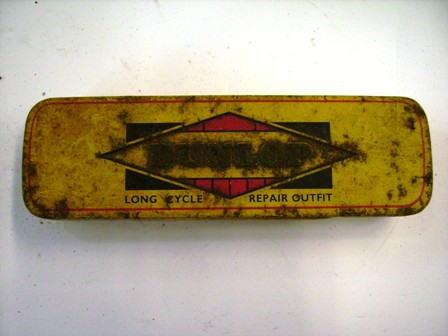 DUNLOP
LONG CYCLE REPAIR OUTFIT